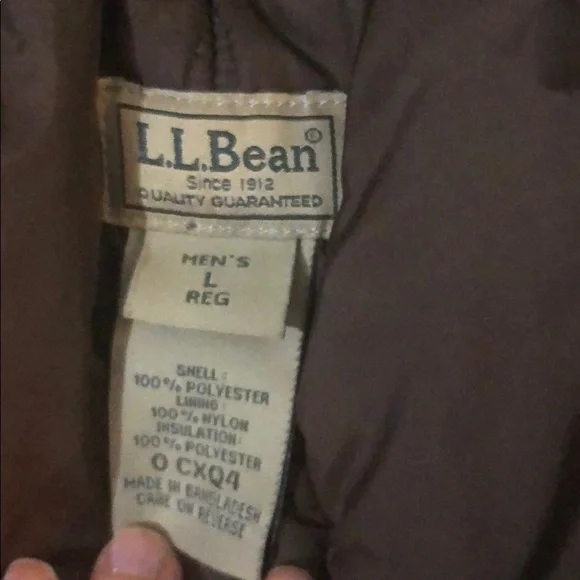 L.L.Bean®
Since 1912
QUALITY GUARANTEED
MEN'S
L
REG
SHELL:
100% POLYESTER
LINING:
100% NYLON
INSULATION:
100% POLYESTER
0 CXQ4
MADE IN BANGLADESH
CARE ON REVERSE